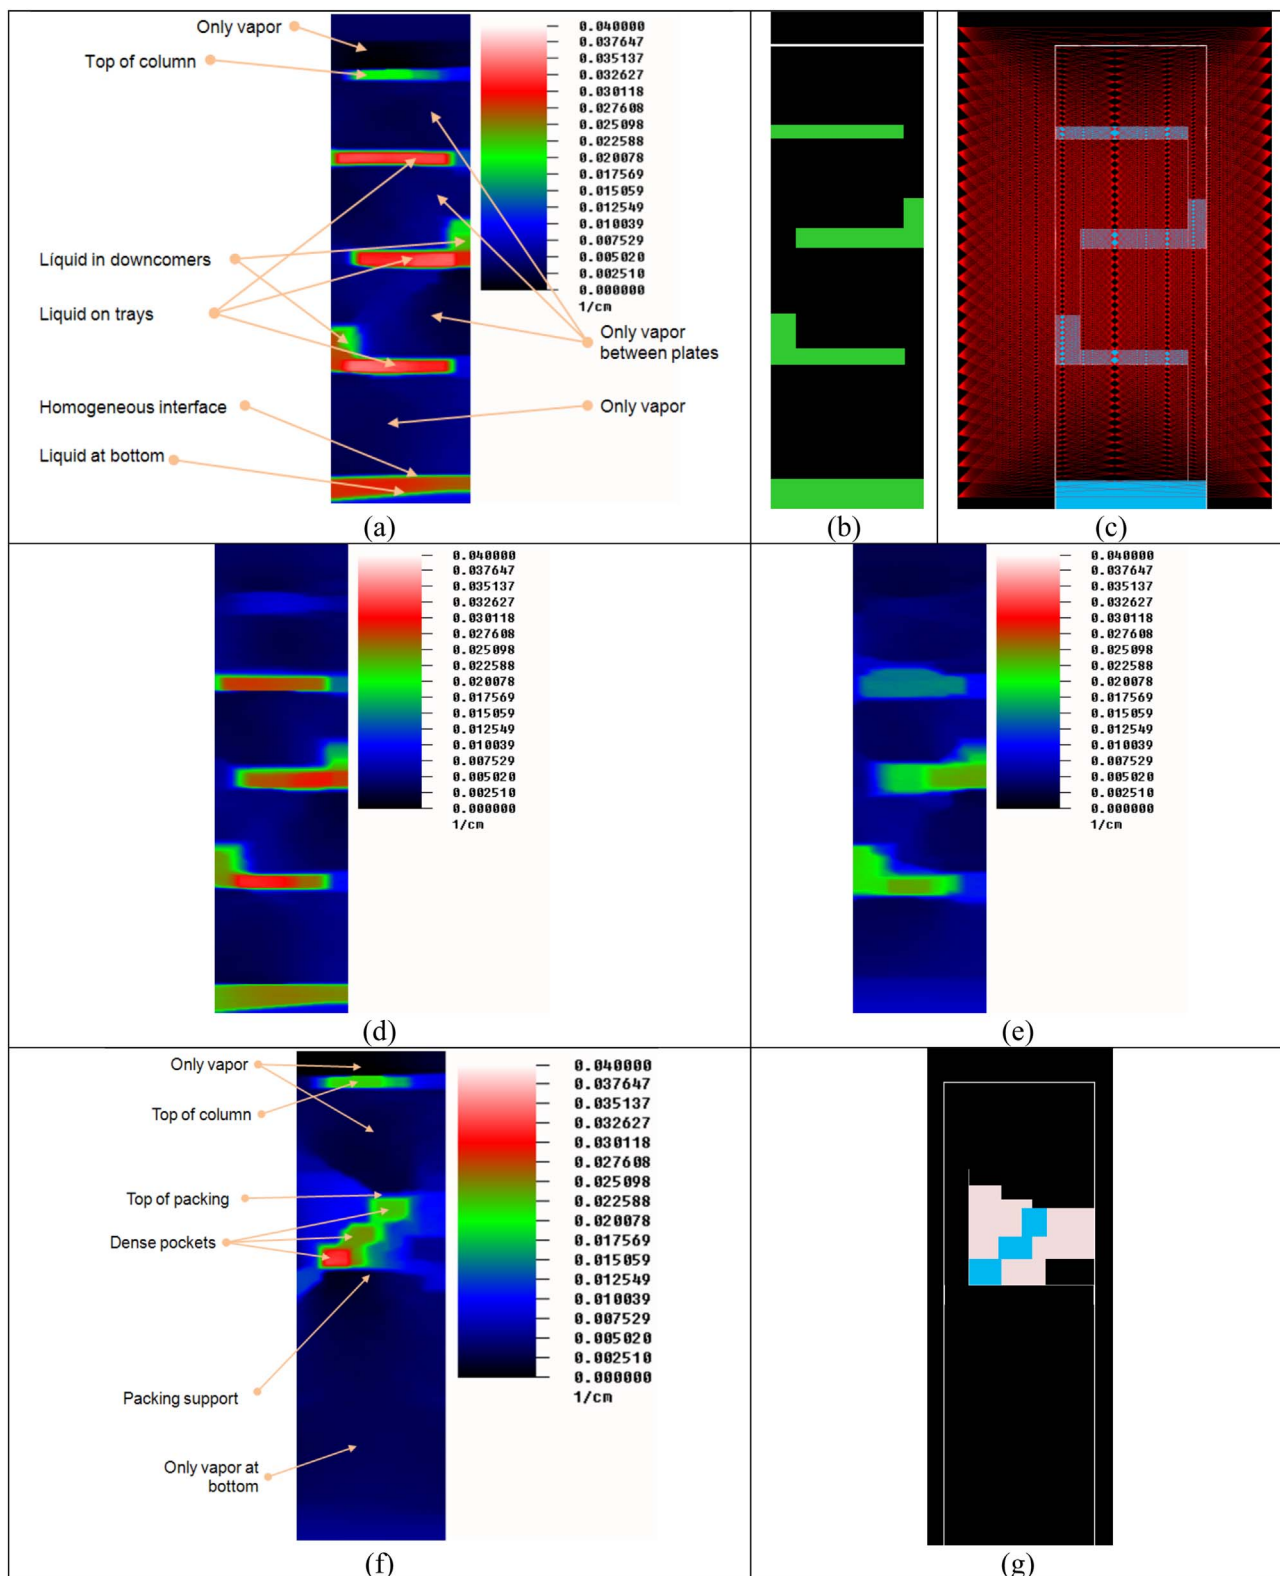 Only vapor
Top of column
Líquid in downcomers
Liquid on trays
Homogeneous interface
Liquid at bottom
0.040000
0.037647
0.035137
0.032627
0.030118
0.027608
0.025098
0.022588
0.020078
0.017569
0.015059
0.012549
0.010039
0.007529
0.005020
0.002510
0.000000
1/cm
Only vapor
between plates
Only vapor
(a)
(b)
(c)
0.040000
0.037647
0.035137
0.032627
0.030118
0.027608
0.025098
0.022588
0.020078
0.017569
0.015059
0.012549
0.010039
0.007529
0.005020
0.002510
0.000000
1/cm
(d)
0.040000
0.037647
0.035137
0.032627
0.030118
0.027608
0.025098
0.022588
0.020078
0.017569
0.015059
0.012549
0.010039
0.007529
0.005020
0.002510
0.000000
1/cm
(e)
Only vapor
Top of column
Top of packing
Dense pockets
Packing support
Only vapor at
bottom
0.040000
0.037647
0.035137
0.032627
0.030118
0.027608
0.025098
0.022588
0.020078
0.017569
0.015059
0.012549
0.010039
0.007529
0.005020
0.002510
0.000000
1/cm
(f)
(g)